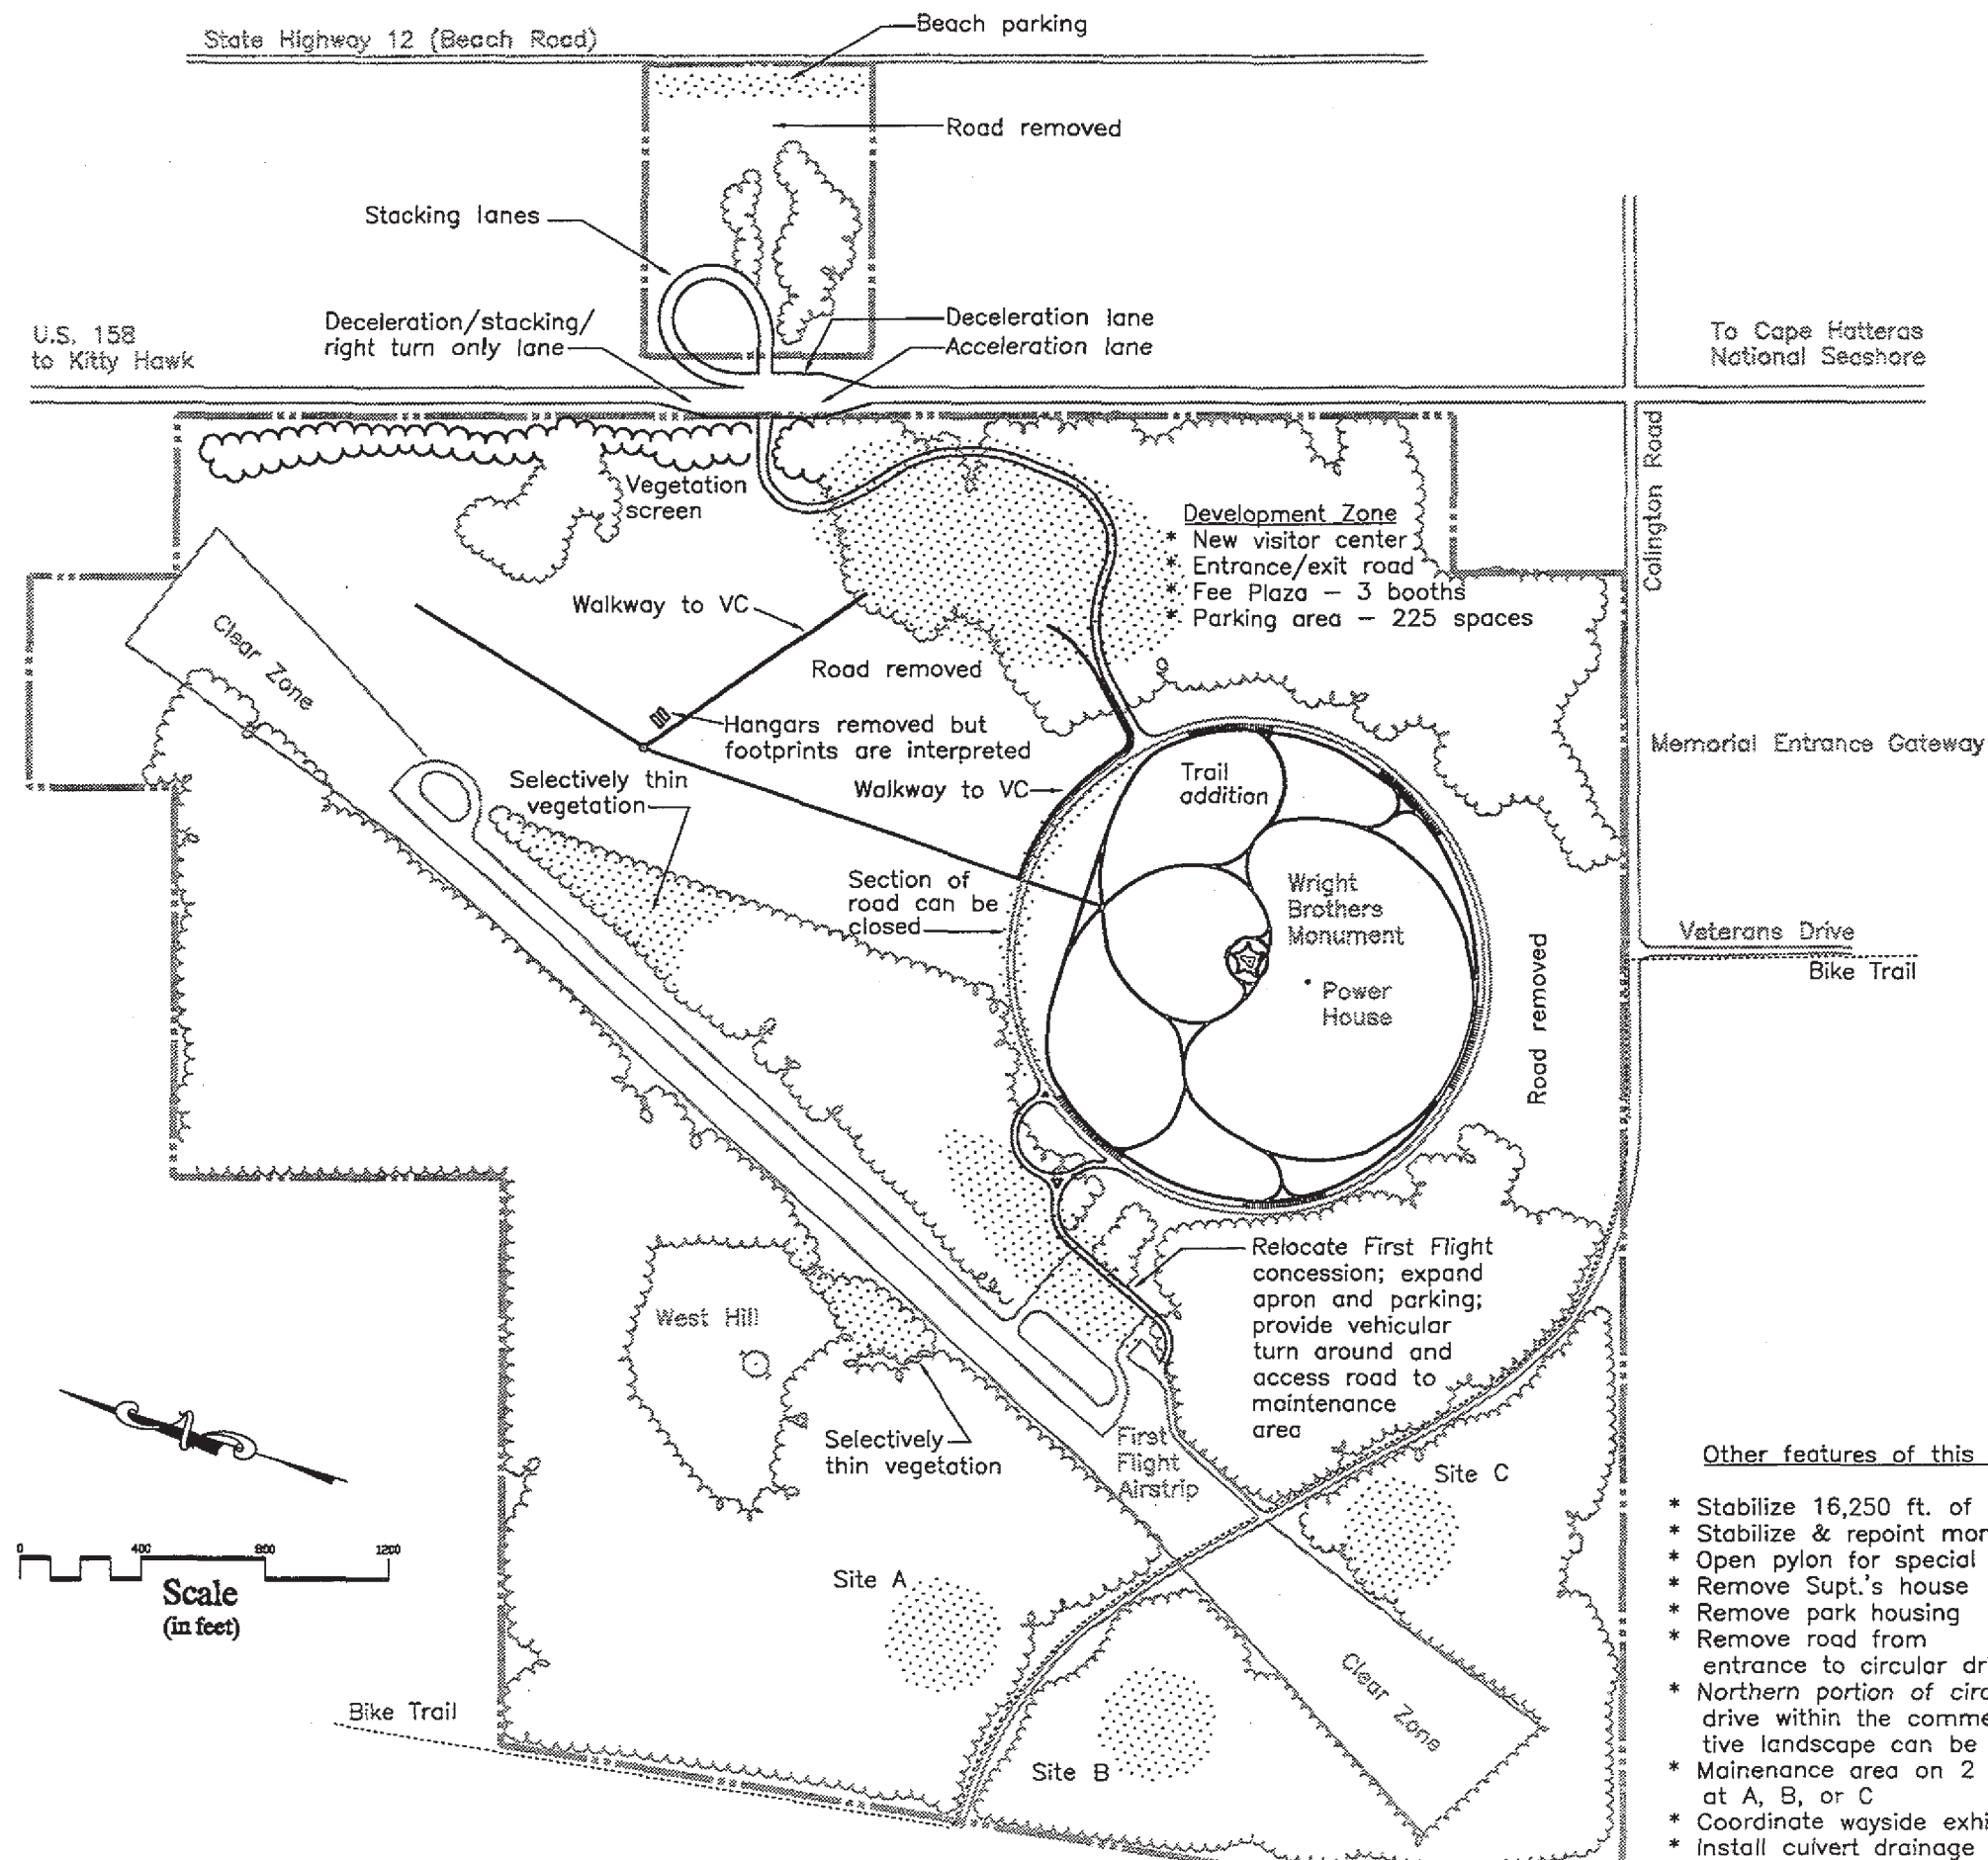 State Highway 12 (Beach Road)
Beach parking
Road removed
Stacking lanes
U.S. 158
to Kitty Hawk
Deceleration/stacking/
right turn only lane
Deceleration lane
Acceleration lane
To Cape Hatteras
National Seashore
Colington Road
Vegetation
screen
Development Zone
* New visitor center
* Entrance/exit road
* Fee Plaza – 3 booths
* Parking area – 225 spaces
Clear Zone
Walkway to VC
Road removed
Hangars removed but
footprints are interpreted
Memorial Entrance Gateway
Selectively thin
vegetation
Walkway to VC
Trail
addition
Section of
road can be
closed
Wright
Brothers
Monument
Power
House
Road removed
Veterans Drive
Bike Trail
Relocate First Flight
concession; expand
apron and parking;
provide vehicular
turn around and
access road to
maintenance
area
West Hill
Selectively
thin vegetation
First
Flight
Airstrip
Site C
N
0 400 800 1200
Scale
(in feet)
Site A
Site B
Clear Zone
Bike Trail
Other features of this
* Stabilize 16,250 ft. of
* Stabilize & repoint
* Open pylon for special
* Remove Supt.'s house
* Remove park housing
* Remove road from
entrance to circular
* Northern portion of
drive within the
tive landscape can be
* Mainenance area on 2
at A, B, or C
* Coordinate wayside
* Install culvert drainage